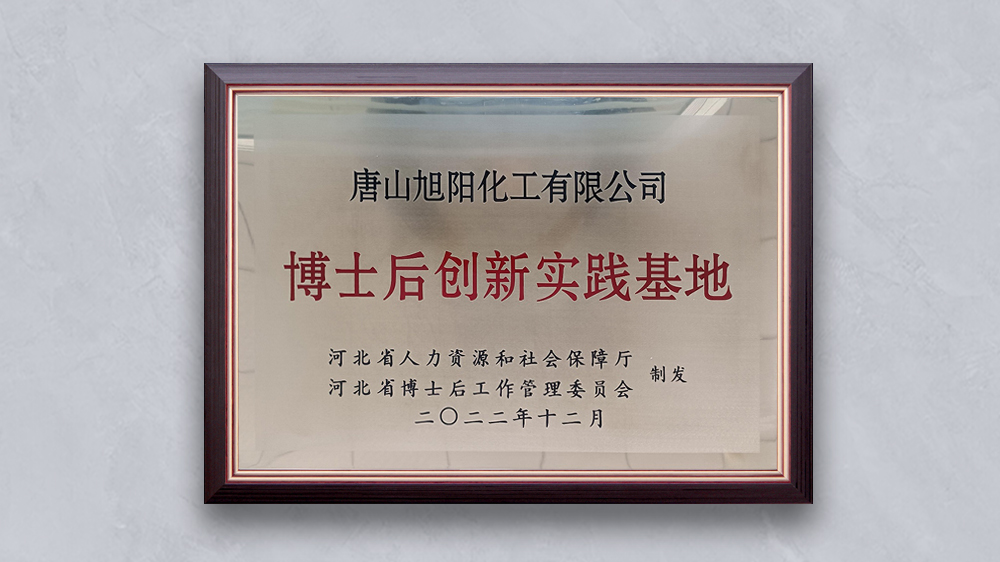 唐山旭阳化工有限公司
博士后创新实践基地
河北省人力资源和社会保障厅
河北省博士后工作管理委员会
制发
二〇二二年十二月